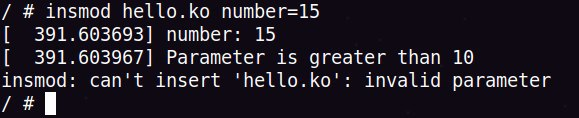 / # insmod hello.ko number=15
[  391.603693] number: 15
[  391.603967] Parameter is greater than 10
insmod: can't insert 'hello.ko': invalid parameter
/ #